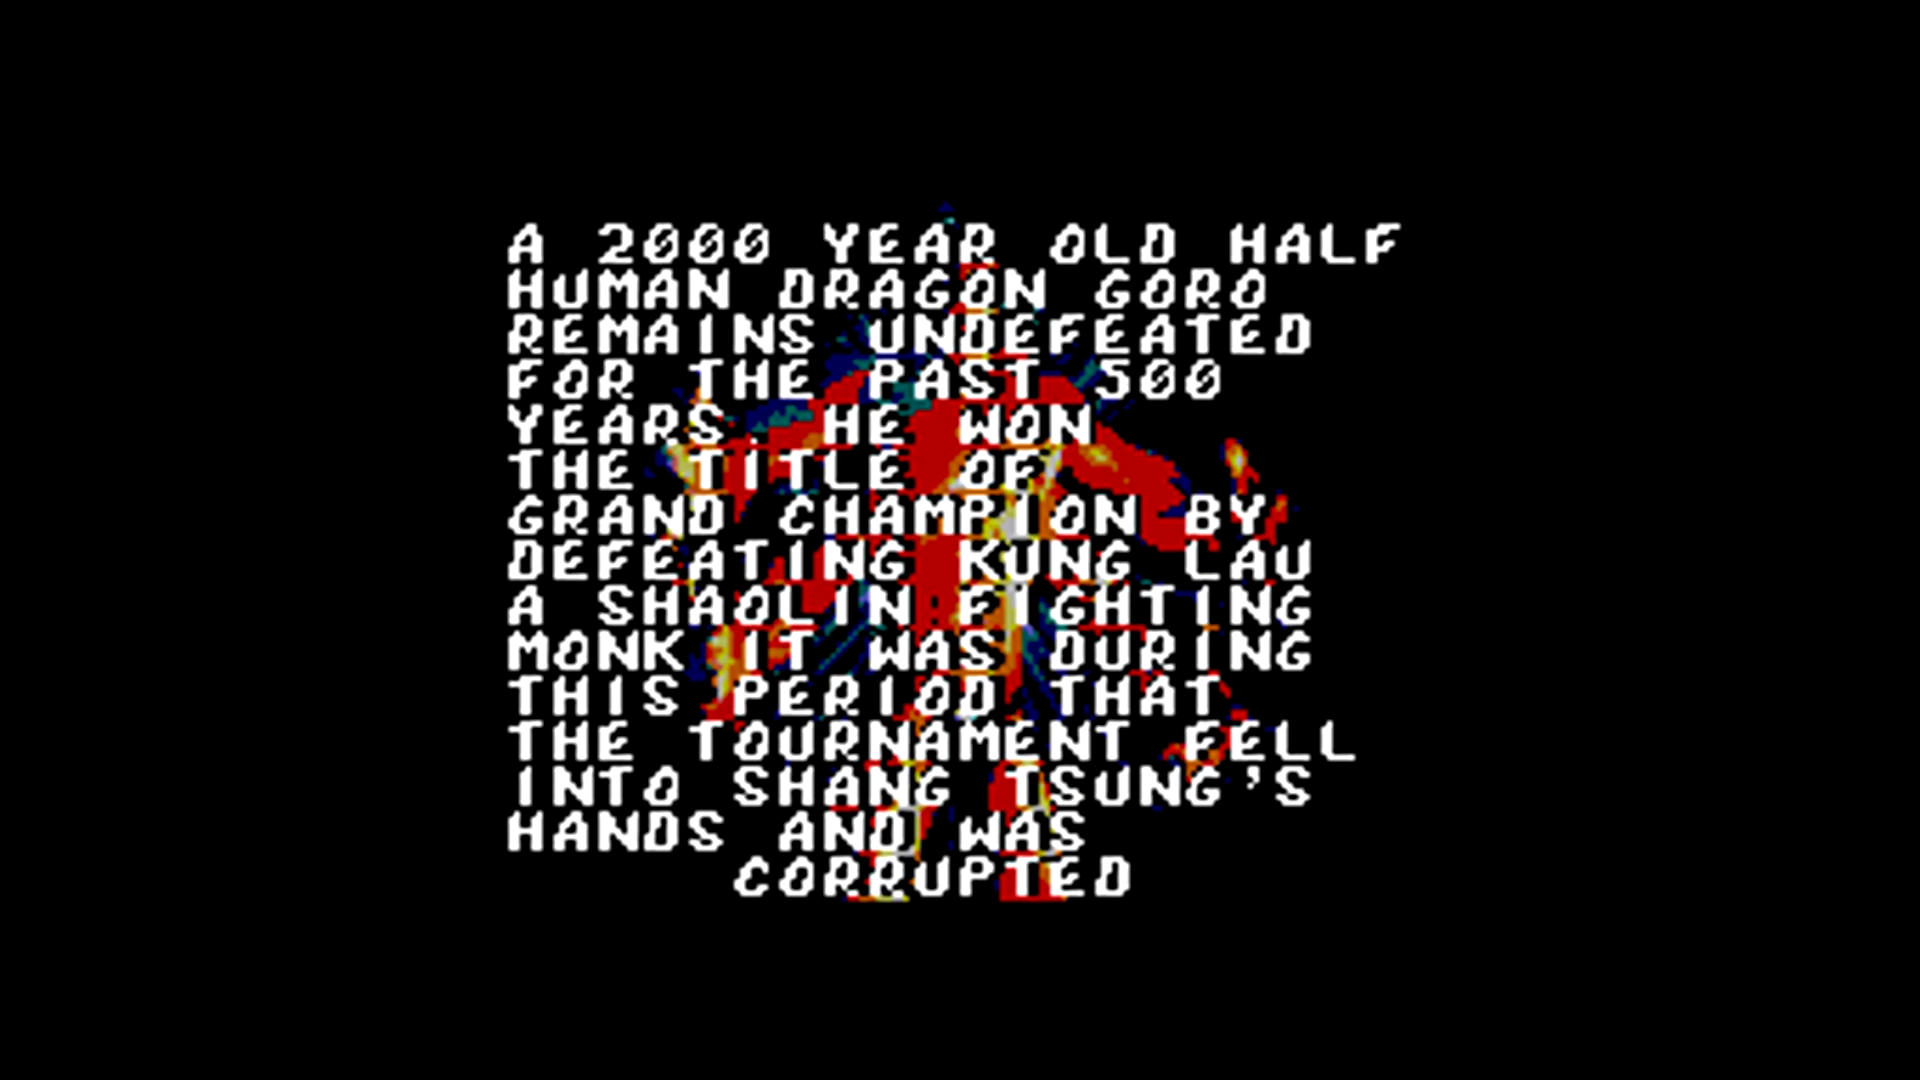 A 2000 YEAR OLD HALF
HUMAN DRAGON GORO
REMAINS UNDEFEATED
FOR THE PAST 500
YEARS. HE WON
THE TITLE OF
GRAND CHAMPION BY
DEFEATING KUNG LAU
A SHAOLIN FIGHTING
MONK IT WAS DURING
THIS PERIOD THAT
THE TOURNAMENT FELL
INTO SHANG TSUNG'S
HANDS AND WAS
CORRUPTED